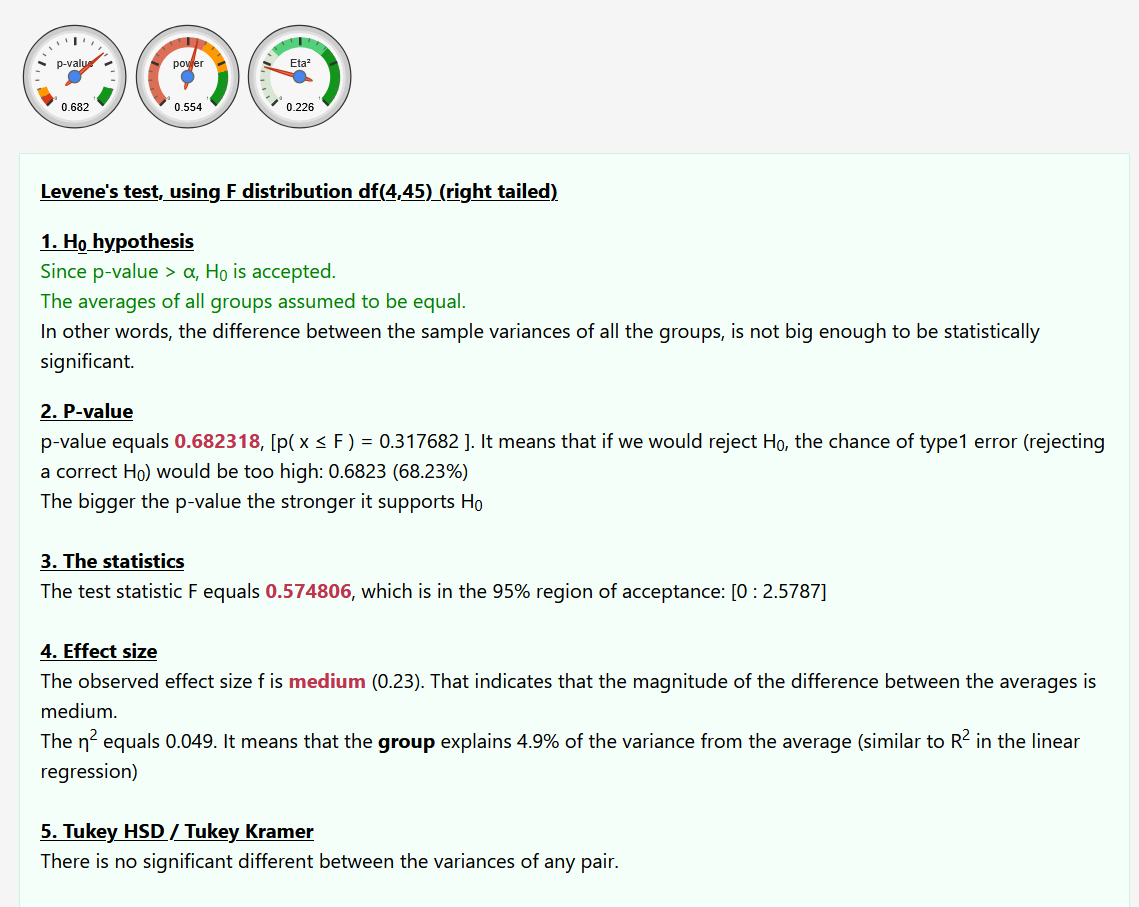 p-value
0.682
power
0.554
Eta²
0.226
Levene's test, using F distribution df(4,45) (right tailed)
1. H₀ hypothesis
Since p-value > α, H₀ is accepted.
The averages of all groups assumed to be equal.
In other words, the difference between the sample variances of all the groups, is not big enough to be statistically
significant.
2. P-value
p-value equals 0.682318, [p( x ≤ F ) = 0.317682 ]. It means that if we would reject H₀, the chance of type1 error (rejecting
a correct H₀) would be too high: 0.6823 (68.23%)
The bigger the p-value the stronger it supports H₀
3. The statistics
The test statistic F equals 0.574806, which is in the 95% region of acceptance: [0 : 2.5787]
4. Effect size
The observed effect size f is medium (0.23). That indicates that the magnitude of the difference between the averages is
medium.
The η² equals 0.049. It means that the group explains 4.9% of the variance from the average (similar to R² in the linear
regression)
5. Tukey HSD / Tukey Kramer
There is no significant different between the variances of any pair.